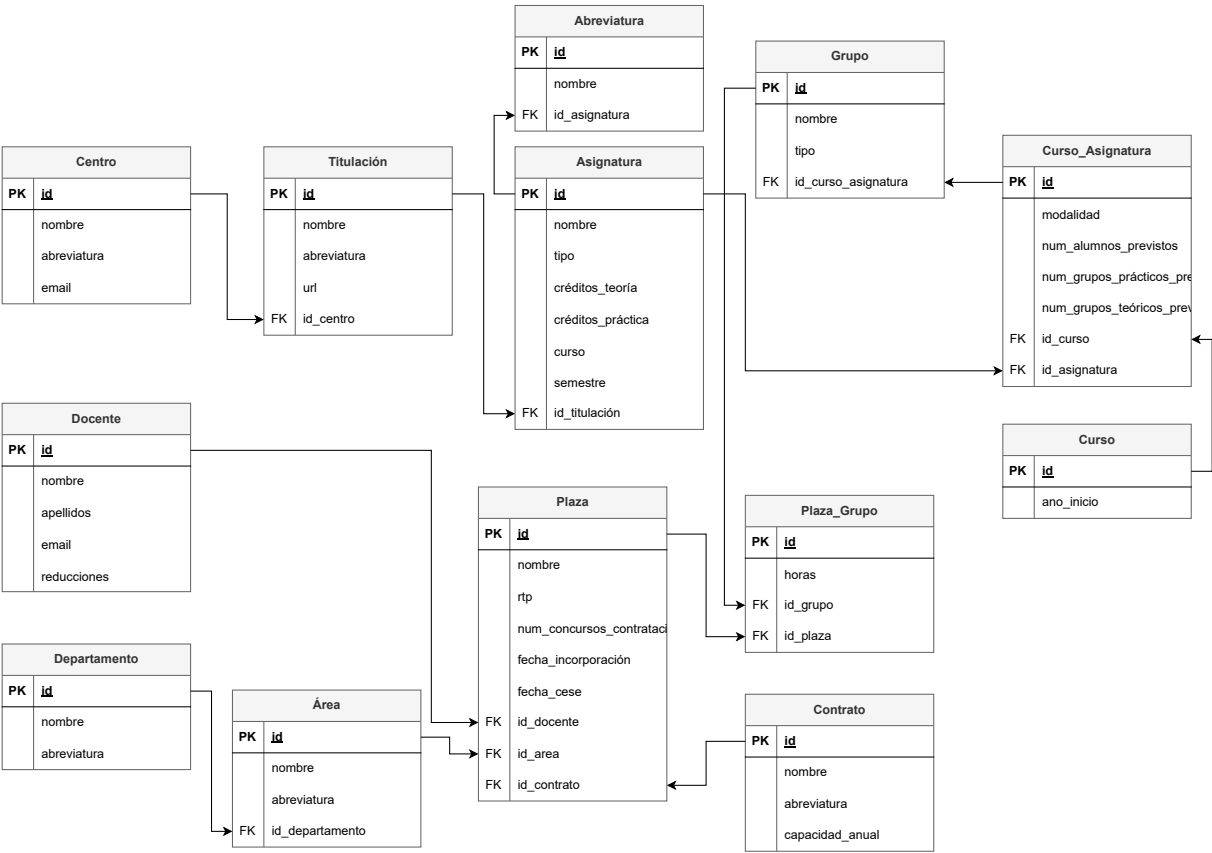 Abreviatura
PK id
nombre
FK id_asignatura
Grupo
PK id
nombre
tipo
FK id_curso_asignatura
Curso_Asignatura
PK id
modalidad
num_alumnos_previstos
num_grupos_prácticos_pre
num_grupos_teóricos_prev
FK id_curso
FK id_asignatura
Centro
PK id
nombre
abreviatura
email
Titulación
PK id
nombre
abreviatura
url
FK id_centro
Asignatura
PK id
nombre
tipo
créditos_teoría
créditos_práctica
curso
semestre
FK id_titulación
Docente
PK id
nombre
apellidos
email
reducciones
Curso
PK id
ano_inicio
Plaza
PK id
nombre
rtp
num_concursos_contrataci
fecha_incorporación
fecha_cese
FK id_docente
FK id_area
FK id_contrato
Plaza_Grupo
PK id
horas
FK id_grupo
FK id_plaza
Departamento
PK id
nombre
abreviatura
Área
PK id
nombre
abreviatura
FK id_departamento
Contrato
PK id
nombre
abreviatura
capacidad_anual